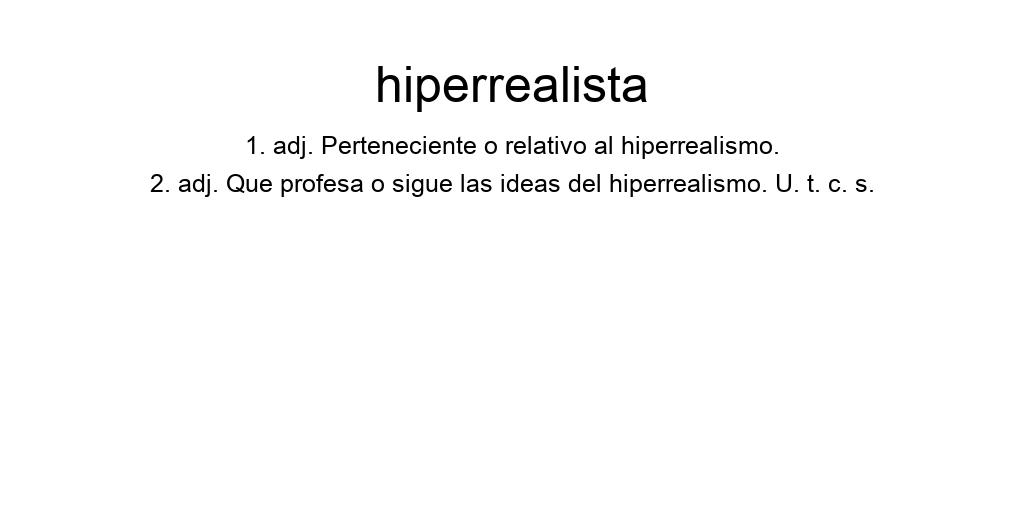 hiperrealista
1. adj. Perteneciente o relativo al hiperrealismo.
2. adj. Que profesa o sigue las ideas del hiperrealismo. U. t. c. s.